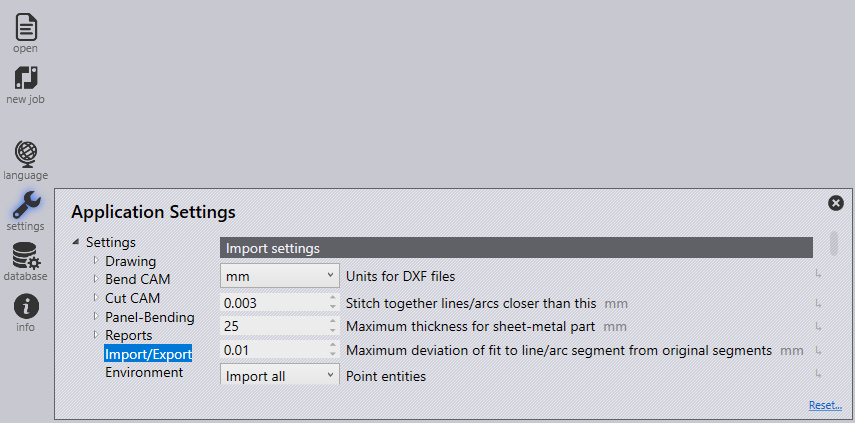 open
new job
language
settings
database
info
Application Settings
Settings
Drawing
Bend CAM
Cut CAM
Panel-Bending
Reports
Import/Export
Environment
Import settings
mm Units for DXF files
0.003 Stitch together lines/arcs closer than this mm
25 Maximum thickness for sheet-metal part mm
0.01 Maximum deviation of fit to line/arc segment from original segments mm
Import all Point entities
Reset...